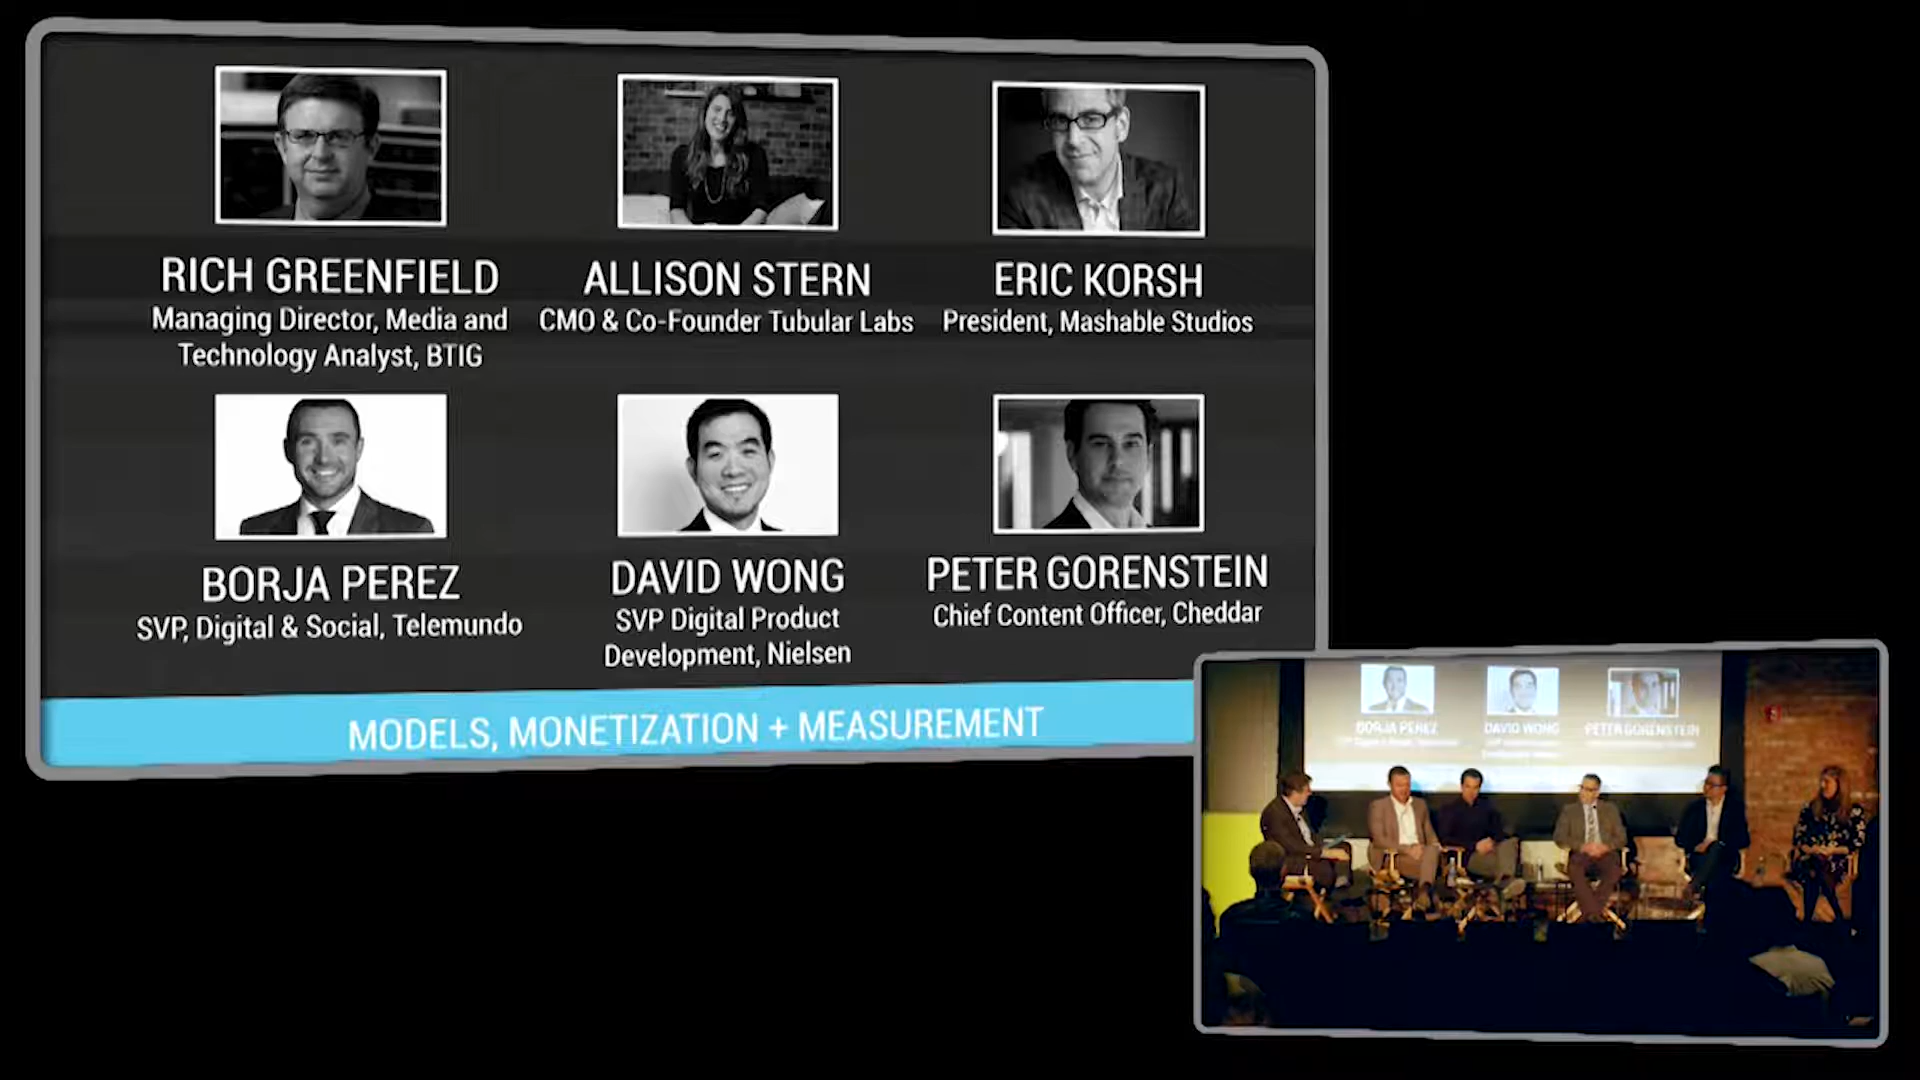 RICH GREENFIELD
Managing Director, Media and
Technology Analyst, BTIG
ALLISON STERN
CMO & Co-Founder Tubular Labs
ERIC KORSH
President, Mashable Studios
BORJA PEREZ
SVP, Digital & Social, Telemundo
DAVID WONG
SVP Digital Product
Development, Nielsen
PETER GORENSTEIN
Chief Content Officer, Cheddar
MODELS, MONETIZATION + MEASUREMENT
BORJA PEREZ
DAVID WONG
PETER GORENSTEIN